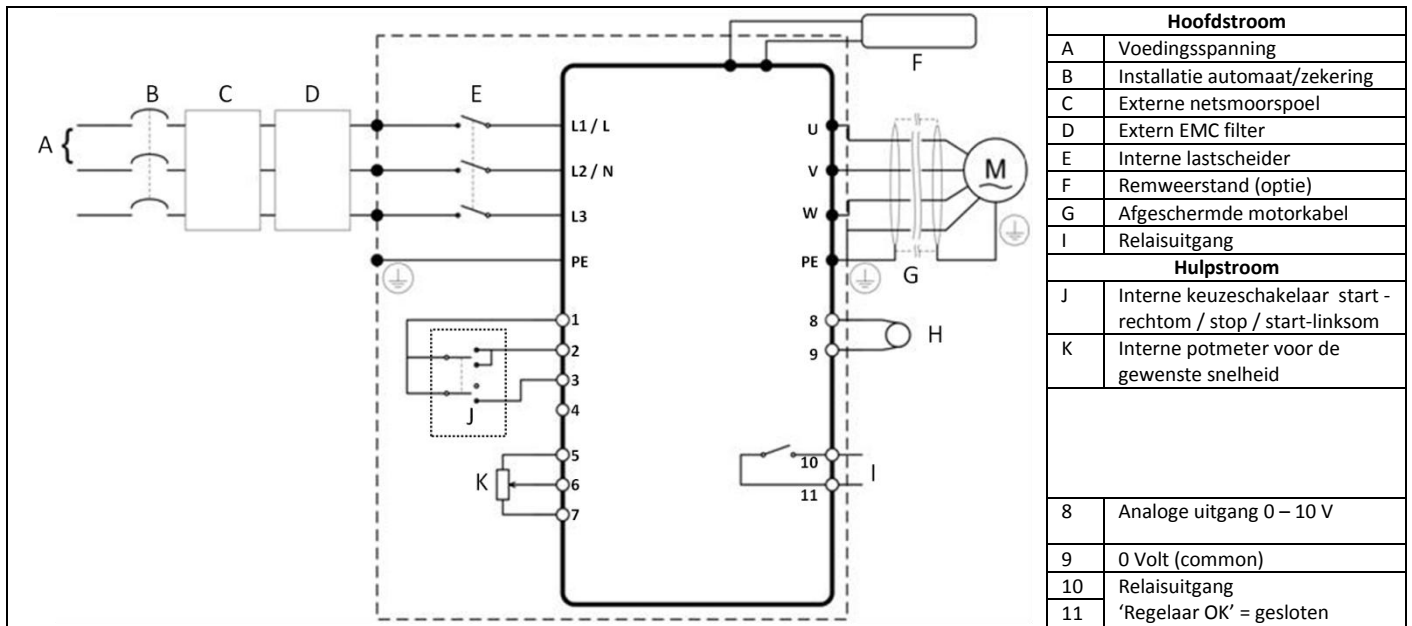 A {
B
C
D
E
F
G
H
I
J
K
M
L1 / L
L2 / N
L3
PE
1
2
3
4
5
6
7
U
V
W
PE
8
9
10
11
Hoofdstroom
A Voedingsspanning
B Installatie automaat/zekering
C Externe netsmoorspoel
D Extern EMC filter
E Interne lastscheider
F Remweerstand (optie)
G Afgeschermde motorkabel
I Relaisuitgang
Hulpstroom
J Interne keuzeschakelaar start -
rechtom / stop / start-linksom
K Interne potmeter voor de
gewenste snelheid
8 Analoge uitgang 0 – 10 V
9 0 Volt (common)
10 Relaisuitgang
11 ‘Regelaar OK’ = gesloten